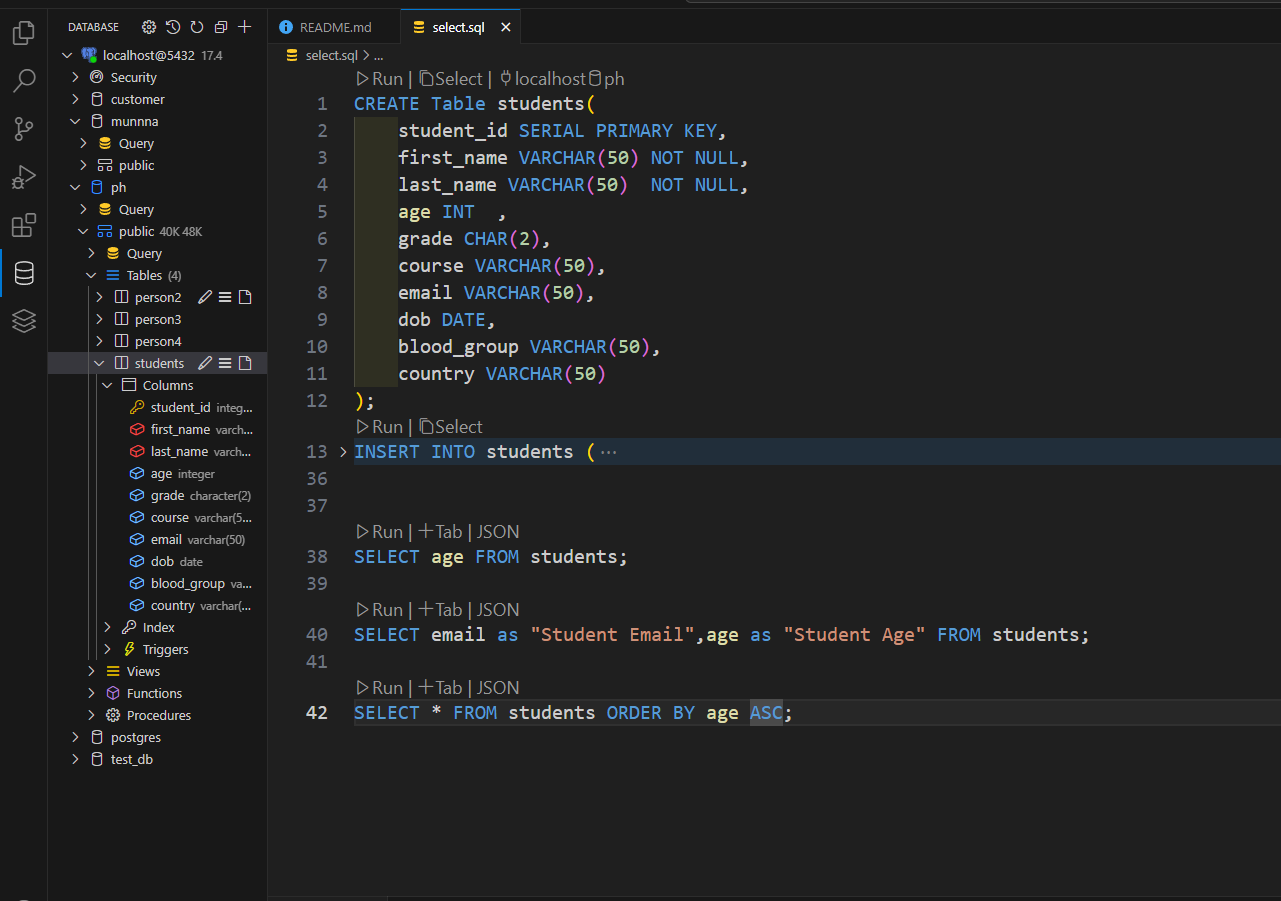 DATABASE
localhost@5432 17.4
Security
customer
munnna
Query
public
ph
Query
public 40K 48K
Query
Tables (4)
person2
person3
person4
students
Columns
student_id integ...
first_name varch...
last_name varch...
age integer
grade character(2)
course varchar(5...
email varchar(50)
dob date
blood_group va...
country varchar(...
Index
Triggers
Views
Functions
Procedures
postgres
test_db
README.md
select.sql
select.sql > ...
Run | Select | localhost ph
1 CREATE Table students(
2 student_id SERIAL PRIMARY KEY,
3 first_name VARCHAR(50) NOT NULL,
4 last_name VARCHAR(50)  NOT NULL,
5 age INT  ,
6 grade CHAR(2),
7 course VARCHAR(50),
8 email VARCHAR(50),
9 dob DATE,
10 blood_group VARCHAR(50),
11 country VARCHAR(50)
12 );
Run | Select
13 INSERT INTO students (⋯
36
37
Run | +Tab | JSON
38 SELECT age FROM students;
39
Run | +Tab | JSON
40 SELECT email as "Student Email",age as "Student Age" FROM students;
41
Run | +Tab | JSON
42 SELECT * FROM students ORDER BY age ASC;